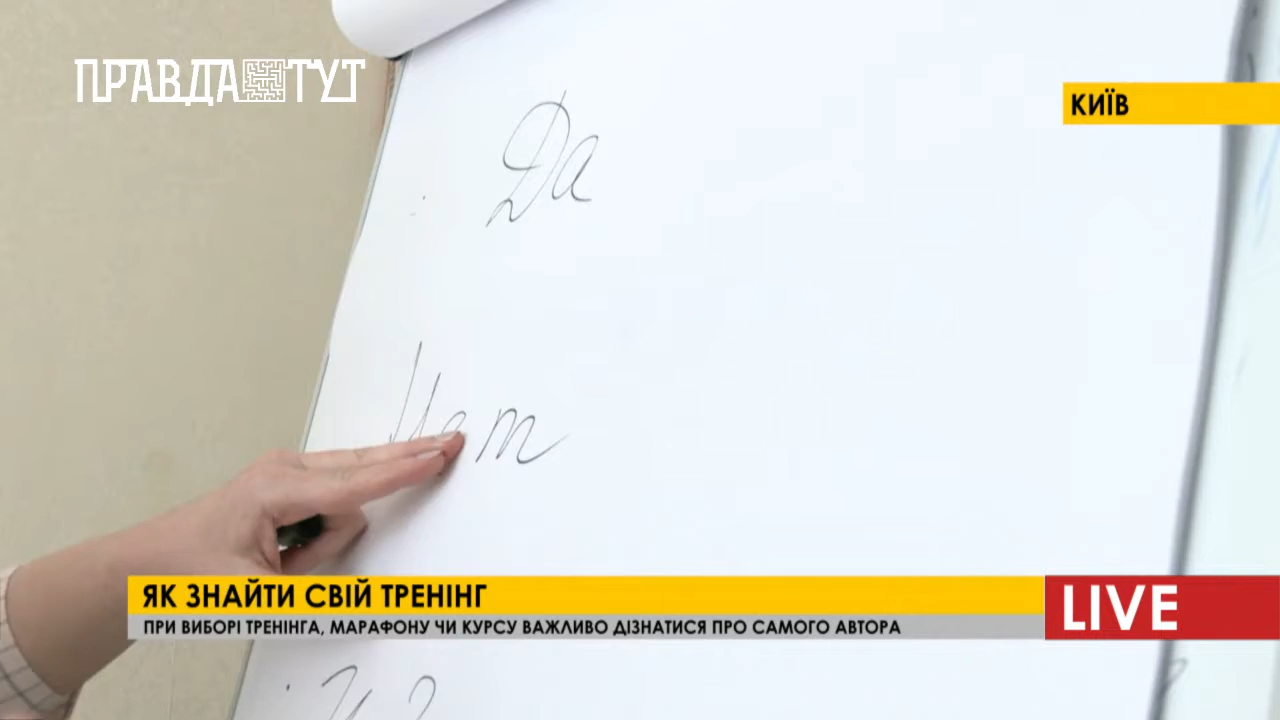 ПРАВДА ТУТ
КИЇВ
Да
Нет
ЯК ЗНАЙТИ СВІЙ ТРЕНІНГ
LIVE
ПРИ ВИБОРІ ТРЕНІНГА, МАРАФОНУ ЧИ КУРСУ ВАЖЛИВО ДІЗНАТИСЯ ПРО САМОГО АВТОРА